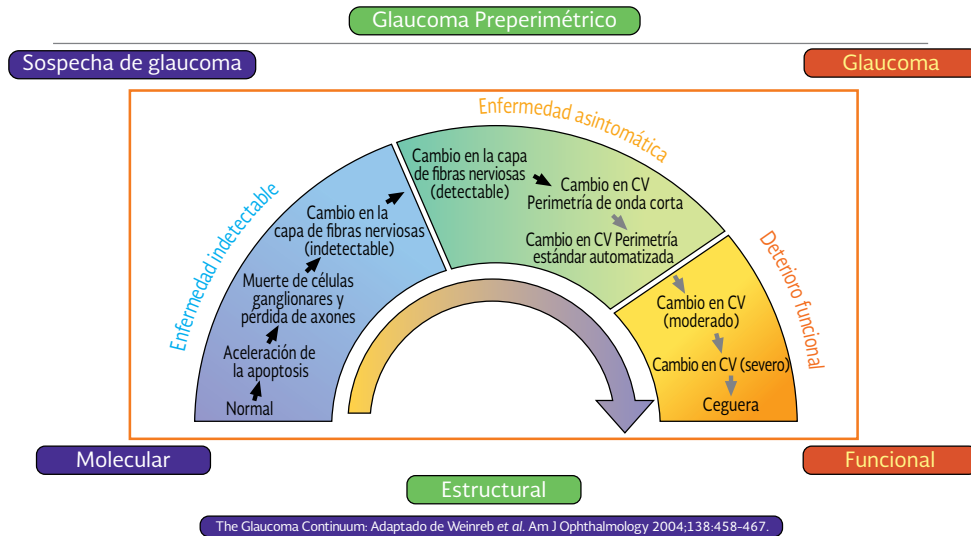 Glaucoma Preperimétrico
Sospecha de glaucoma
Glaucoma
Enfermedad indetectable
Enfermedad asintomática
Deterioro funcional
Normal
Aceleración de
la apoptosis
Muerte de células
ganglionares y
pérdida de axones
Cambio en la
capa de fibras nerviosas
(indetectable)
Cambio en la capa
de fibras nerviosas
(detectable)
Cambio en CV
Perimetría de onda corta
Cambio en CV Perimetría
estándar automatizada
Cambio en CV
(moderado)
Cambio en CV (severo)
Ceguera
Molecular
Funcional
Estructural
The Glaucoma Continuum: Adaptado de Weinreb et al. Am J Ophthalmology 2004;138:458-467.